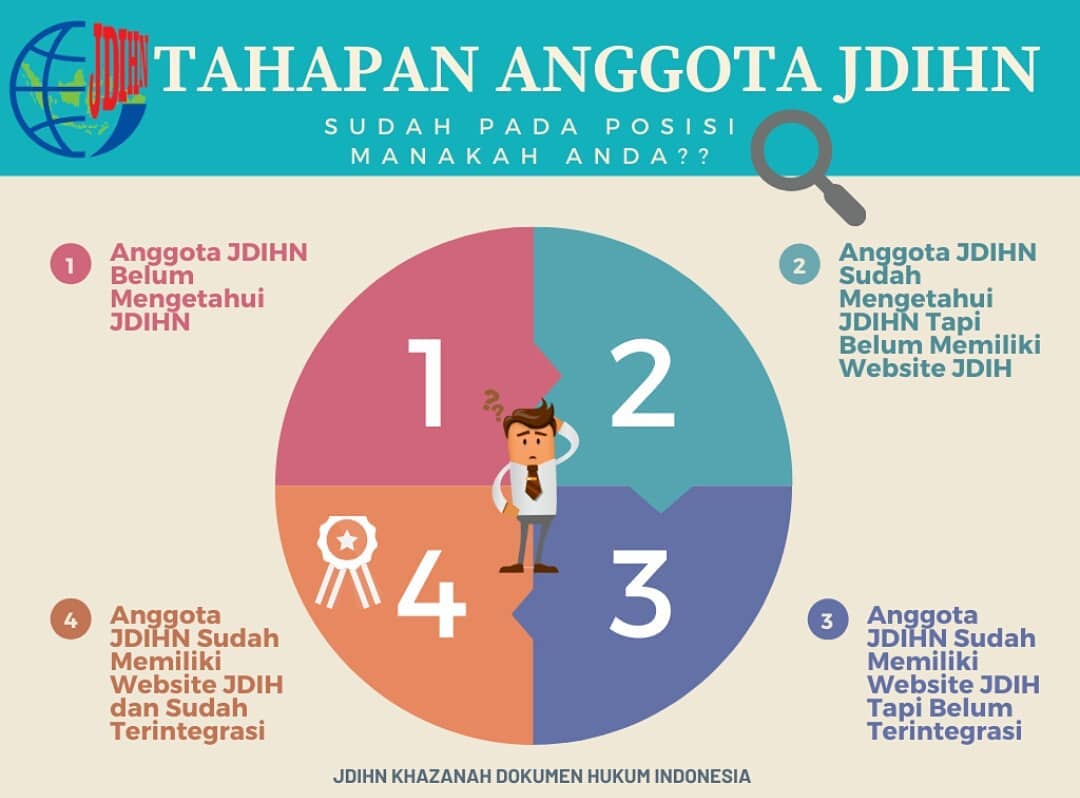 JDIHN
TAHAPAN ANGGOTA JDIHN
SUDAH PADA POSISI
MANAKAH ANDA??
1
Anggota JDIHN
Belum
Mengetahui
JDIHN
2
Anggota JDIHN
Sudah
Mengetahui
JDIHN Tapi
Belum Memiliki
Website JDIH
1
2
??
4
3
4
Anggota
JDIHN Sudah
Memiliki
Website JDIH
dan Sudah
Terintegrasi
3
Anggota
JDIHN Sudah
Memiliki
Website JDIH
Tapi Belum
Terintegrasi
JDIHN KHAZANAH DOKUMEN HUKUM INDONESIA